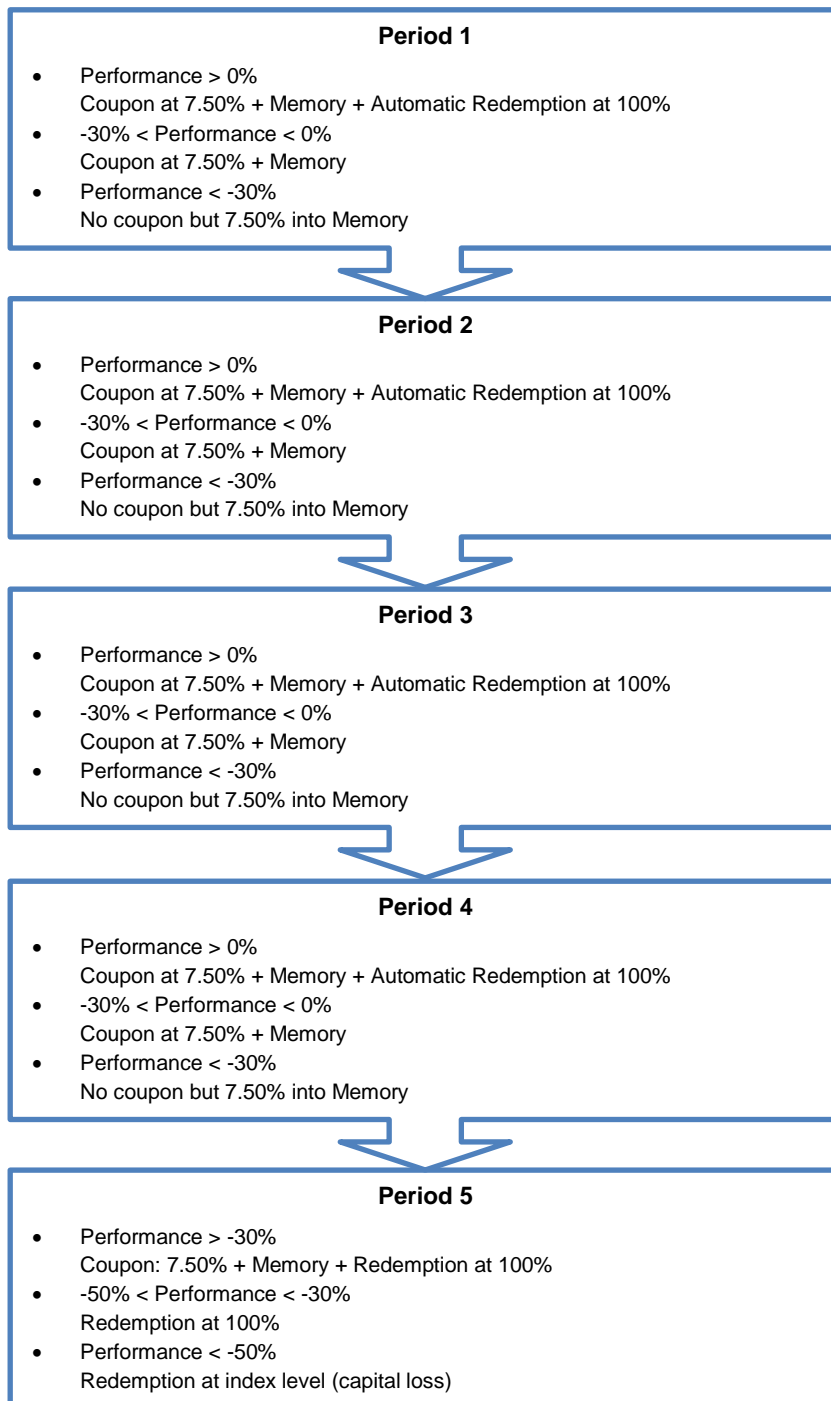 Period 1
• Performance > 0%
Coupon at 7.50% + Memory + Automatic Redemption at 100%
• -30% < Performance < 0%
Coupon at 7.50% + Memory
• Performance < -30%
No coupon but 7.50% into Memory
Period 2
• Performance > 0%
Coupon at 7.50% + Memory + Automatic Redemption at 100%
• -30% < Performance < 0%
Coupon at 7.50% + Memory
• Performance < -30%
No coupon but 7.50% into Memory
Period 3
• Performance > 0%
Coupon at 7.50% + Memory + Automatic Redemption at 100%
• -30% < Performance < 0%
Coupon at 7.50% + Memory
• Performance < -30%
No coupon but 7.50% into Memory
Period 4
• Performance > 0%
Coupon at 7.50% + Memory + Automatic Redemption at 100%
• -30% < Performance < 0%
Coupon at 7.50% + Memory
• Performance < -30%
No coupon but 7.50% into Memory
Period 5
• Performance > -30%
Coupon: 7.50% + Memory + Redemption at 100%
• -50% < Performance < -30%
Redemption at 100%
• Performance < -50%
Redemption at index level (capital loss)